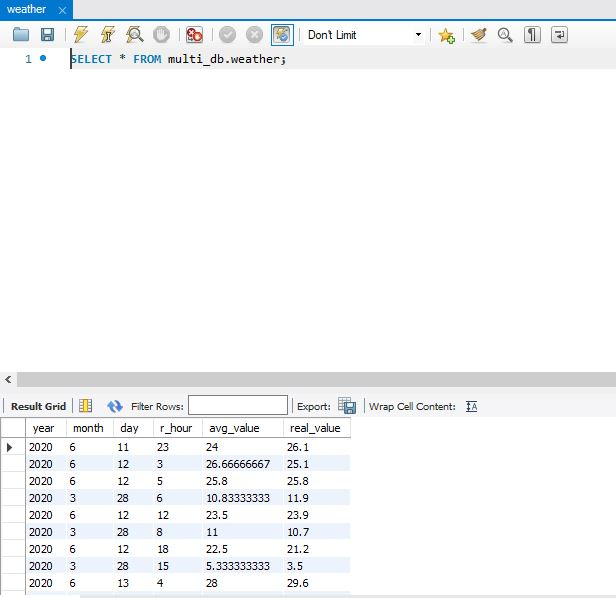 weather
Don't Limit
1 SELECT * FROM multi_db.weather;
Result Grid Filter Rows: Export: Wrap Cell Content:
year month day r_hour avg_value real_value
2020 6 11 23 24 26.1
2020 6 12 3 26.66666667 25.1
2020 6 12 5 25.8 25.8
2020 3 28 6 10.83333333 11.9
2020 6 12 12 23.5 23.9
2020 3 28 8 11 10.7
2020 6 12 18 22.5 21.2
2020 3 28 15 5.333333333 3.5
2020 6 13 4 28 29.6